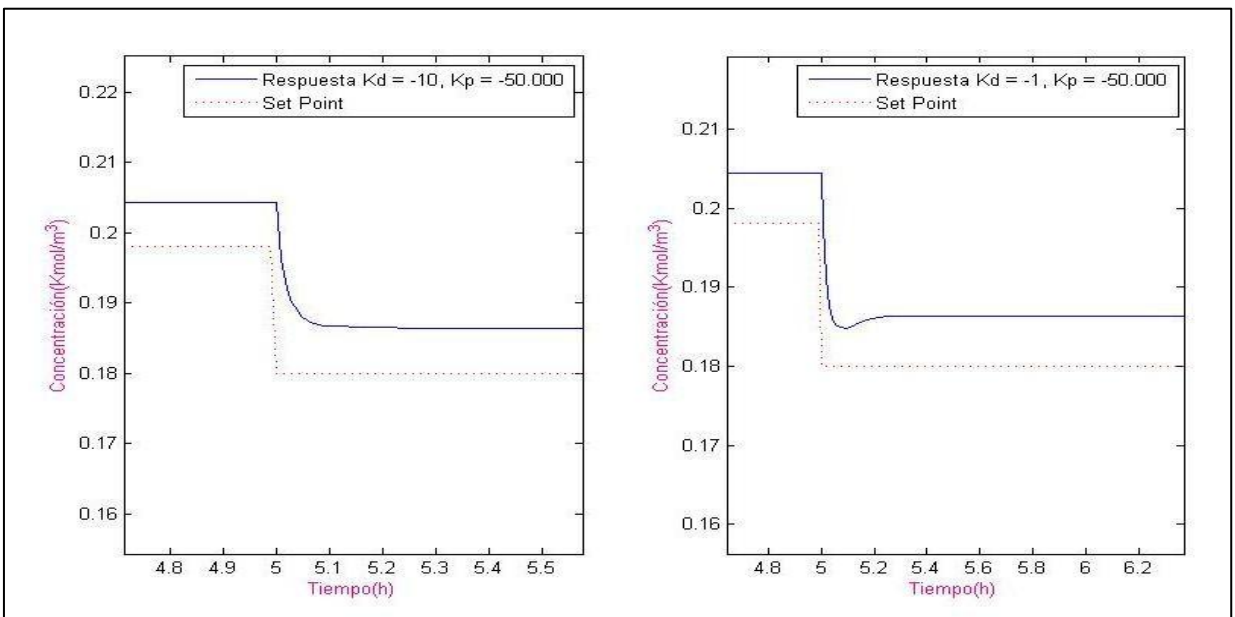 Respuesta Kd = -10, Kp = -50.000
Set Point
0.22
0.21
0.2
0.19
0.18
0.17
0.16
Concentración(Kmol/m³)
4.8 4.9 5 5.1 5.2 5.3 5.4 5.5
Tiempo(h)
Respuesta Kd = -1, Kp = -50.000
Set Point
0.21
0.2
0.19
0.18
0.17
0.16
Concentración(Kmol/m³)
4.8 5 5.2 5.4 5.6 5.8 6 6.2
Tiempo(h)